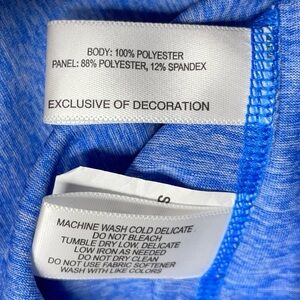 BODY: 100% POLYESTER
PANEL: 88% POLYESTER, 12% SPANDEX
EXCLUSIVE OF DECORATION
S
MACHINE WASH COLD DELICATE
DO NOT BLEACH
TUMBLE DRY LOW. DELICATE
LOW IRON AS NEEDED
DO NOT DRY CLEAN
DO NOT USE FABRIC SOFTENER
WASH WITH LIKE COLORS